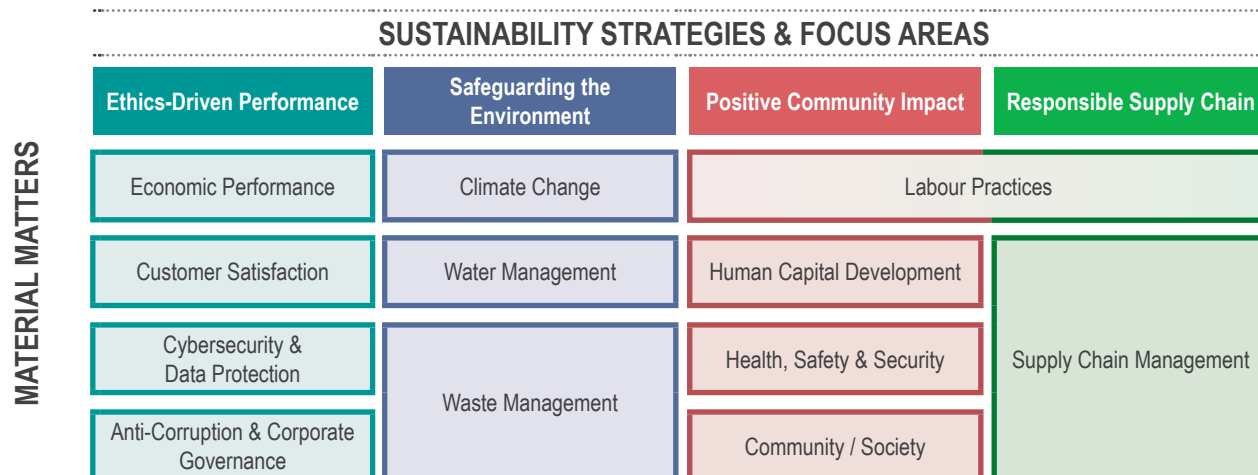 SUSTAINABILITY STRATEGIES & FOCUS AREAS
MATERIAL MATTERS
Ethics-Driven Performance
Safeguarding the
Environment
Positive Community Impact
Responsible Supply Chain
Economic Performance
Climate Change
Labour Practices
Customer Satisfaction
Water Management
Human Capital Development
Cybersecurity &
Data Protection
Waste Management
Health, Safety & Security
Supply Chain Management
Anti-Corruption & Corporate
Governance
Community / Society